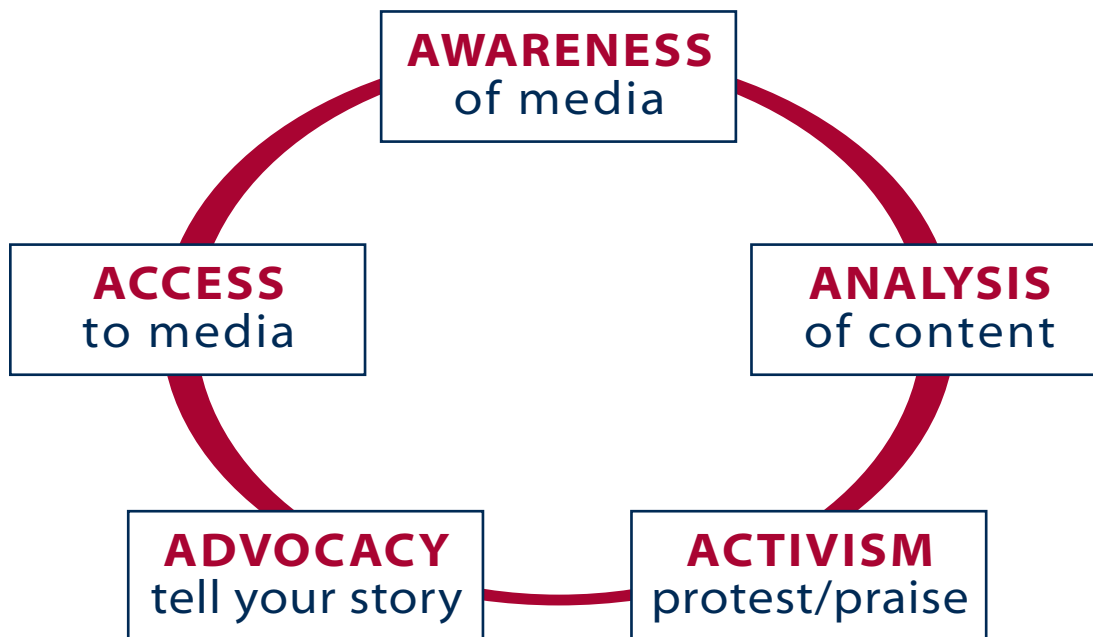 AWARENESS
of media
ANALYSIS
of content
ACTIVISM
protest/praise
ADVOCACY
tell your story
ACCESS
to media